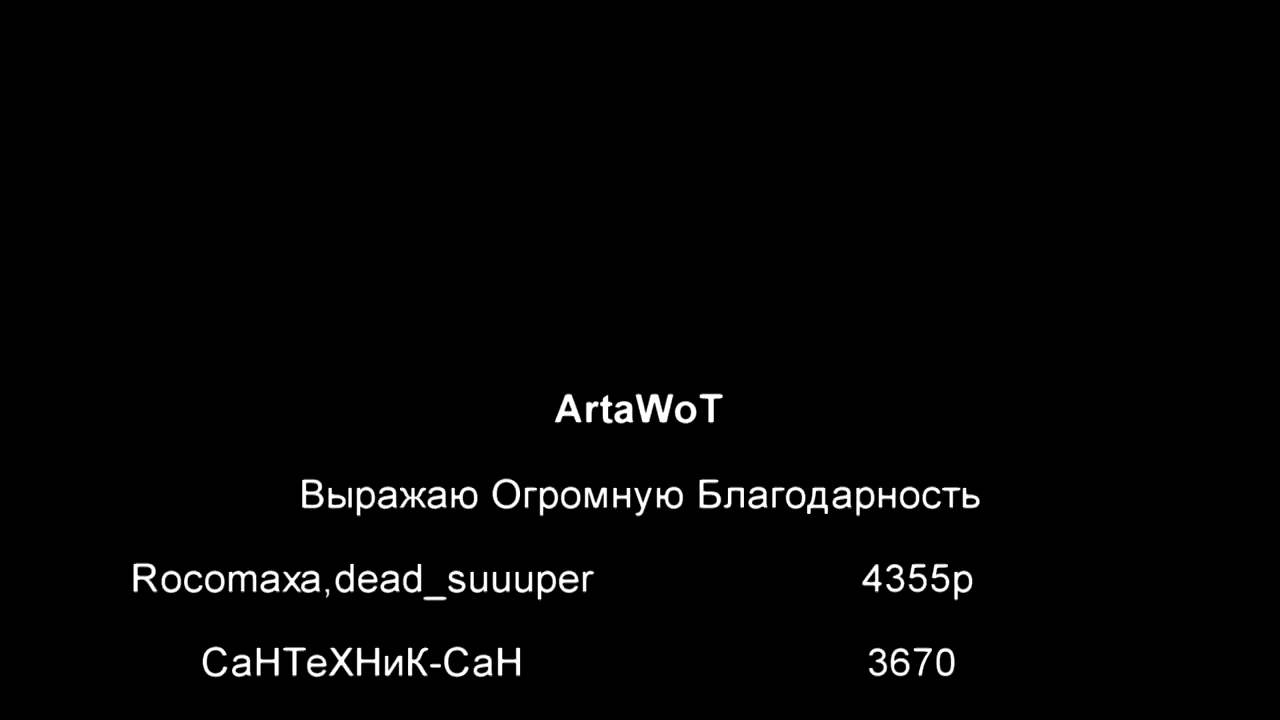 ArtaWoT
Выражаю Огромную Благодарность
Rocomaxa,dead_suuuper 4355р
СаНТеХНиК-СаН 3670